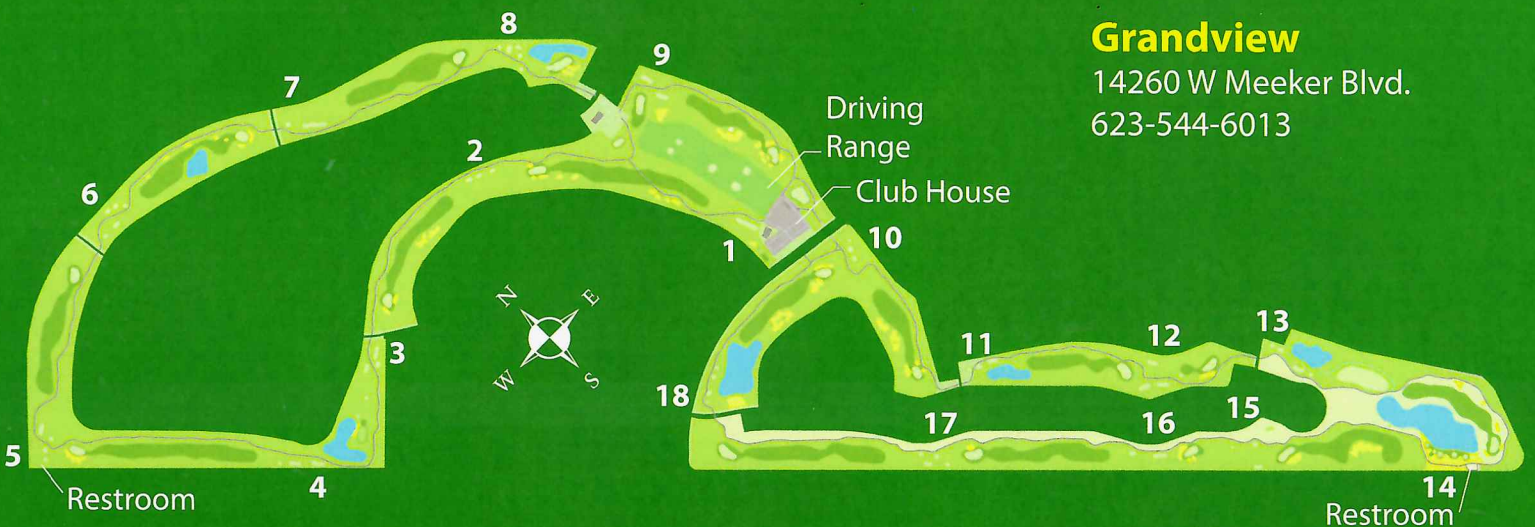 Grandview
14260 W Meeker Blvd.
623-544-6013
8
9
7
Driving
Range
2
Club House
6
1
10
N
E
W
S
3
11
12
13
18
17
16
15
5
4
14
Restroom
Restroom